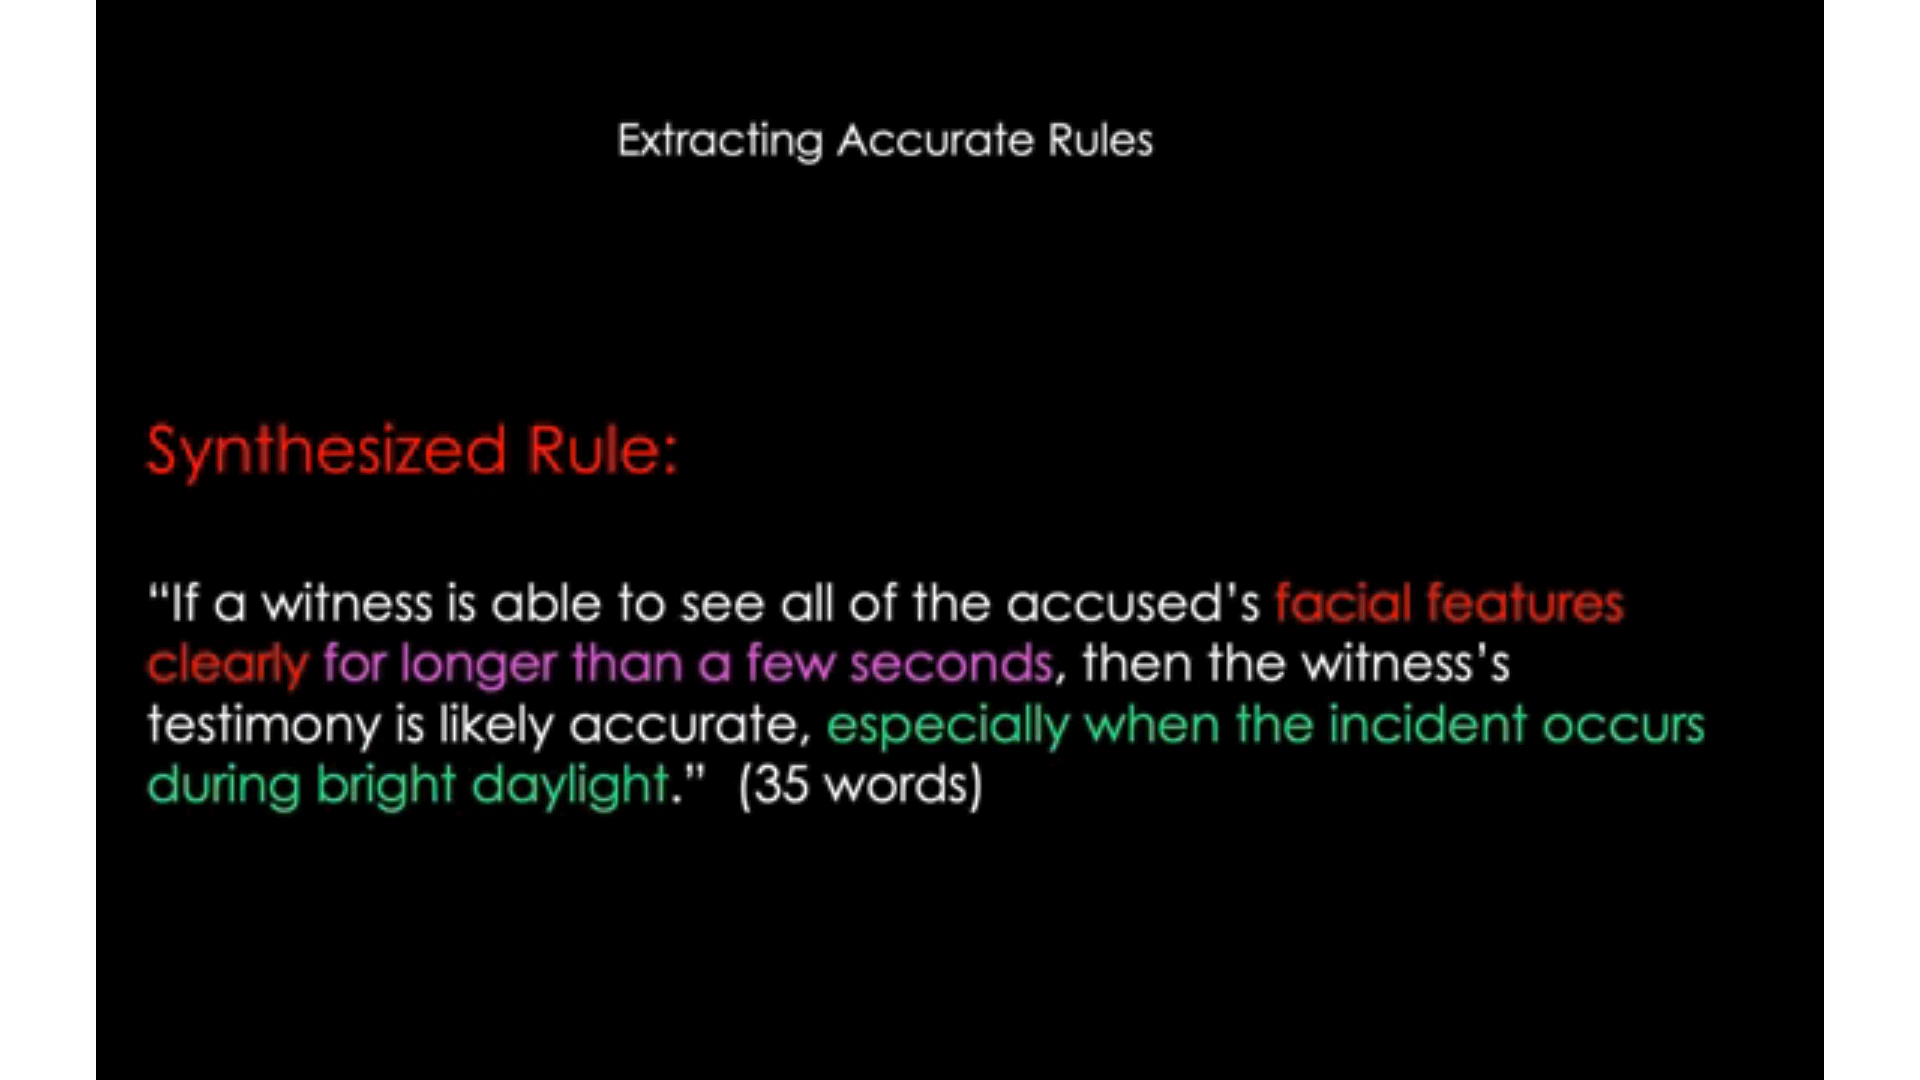 Extracting Accurate Rules
Synthesized Rule:
“If a witness is able to see all of the accused’s facial features
clearly for longer than a few seconds, then the witness’s
testimony is likely accurate, especially when the incident occurs
during bright daylight.” (35 words)